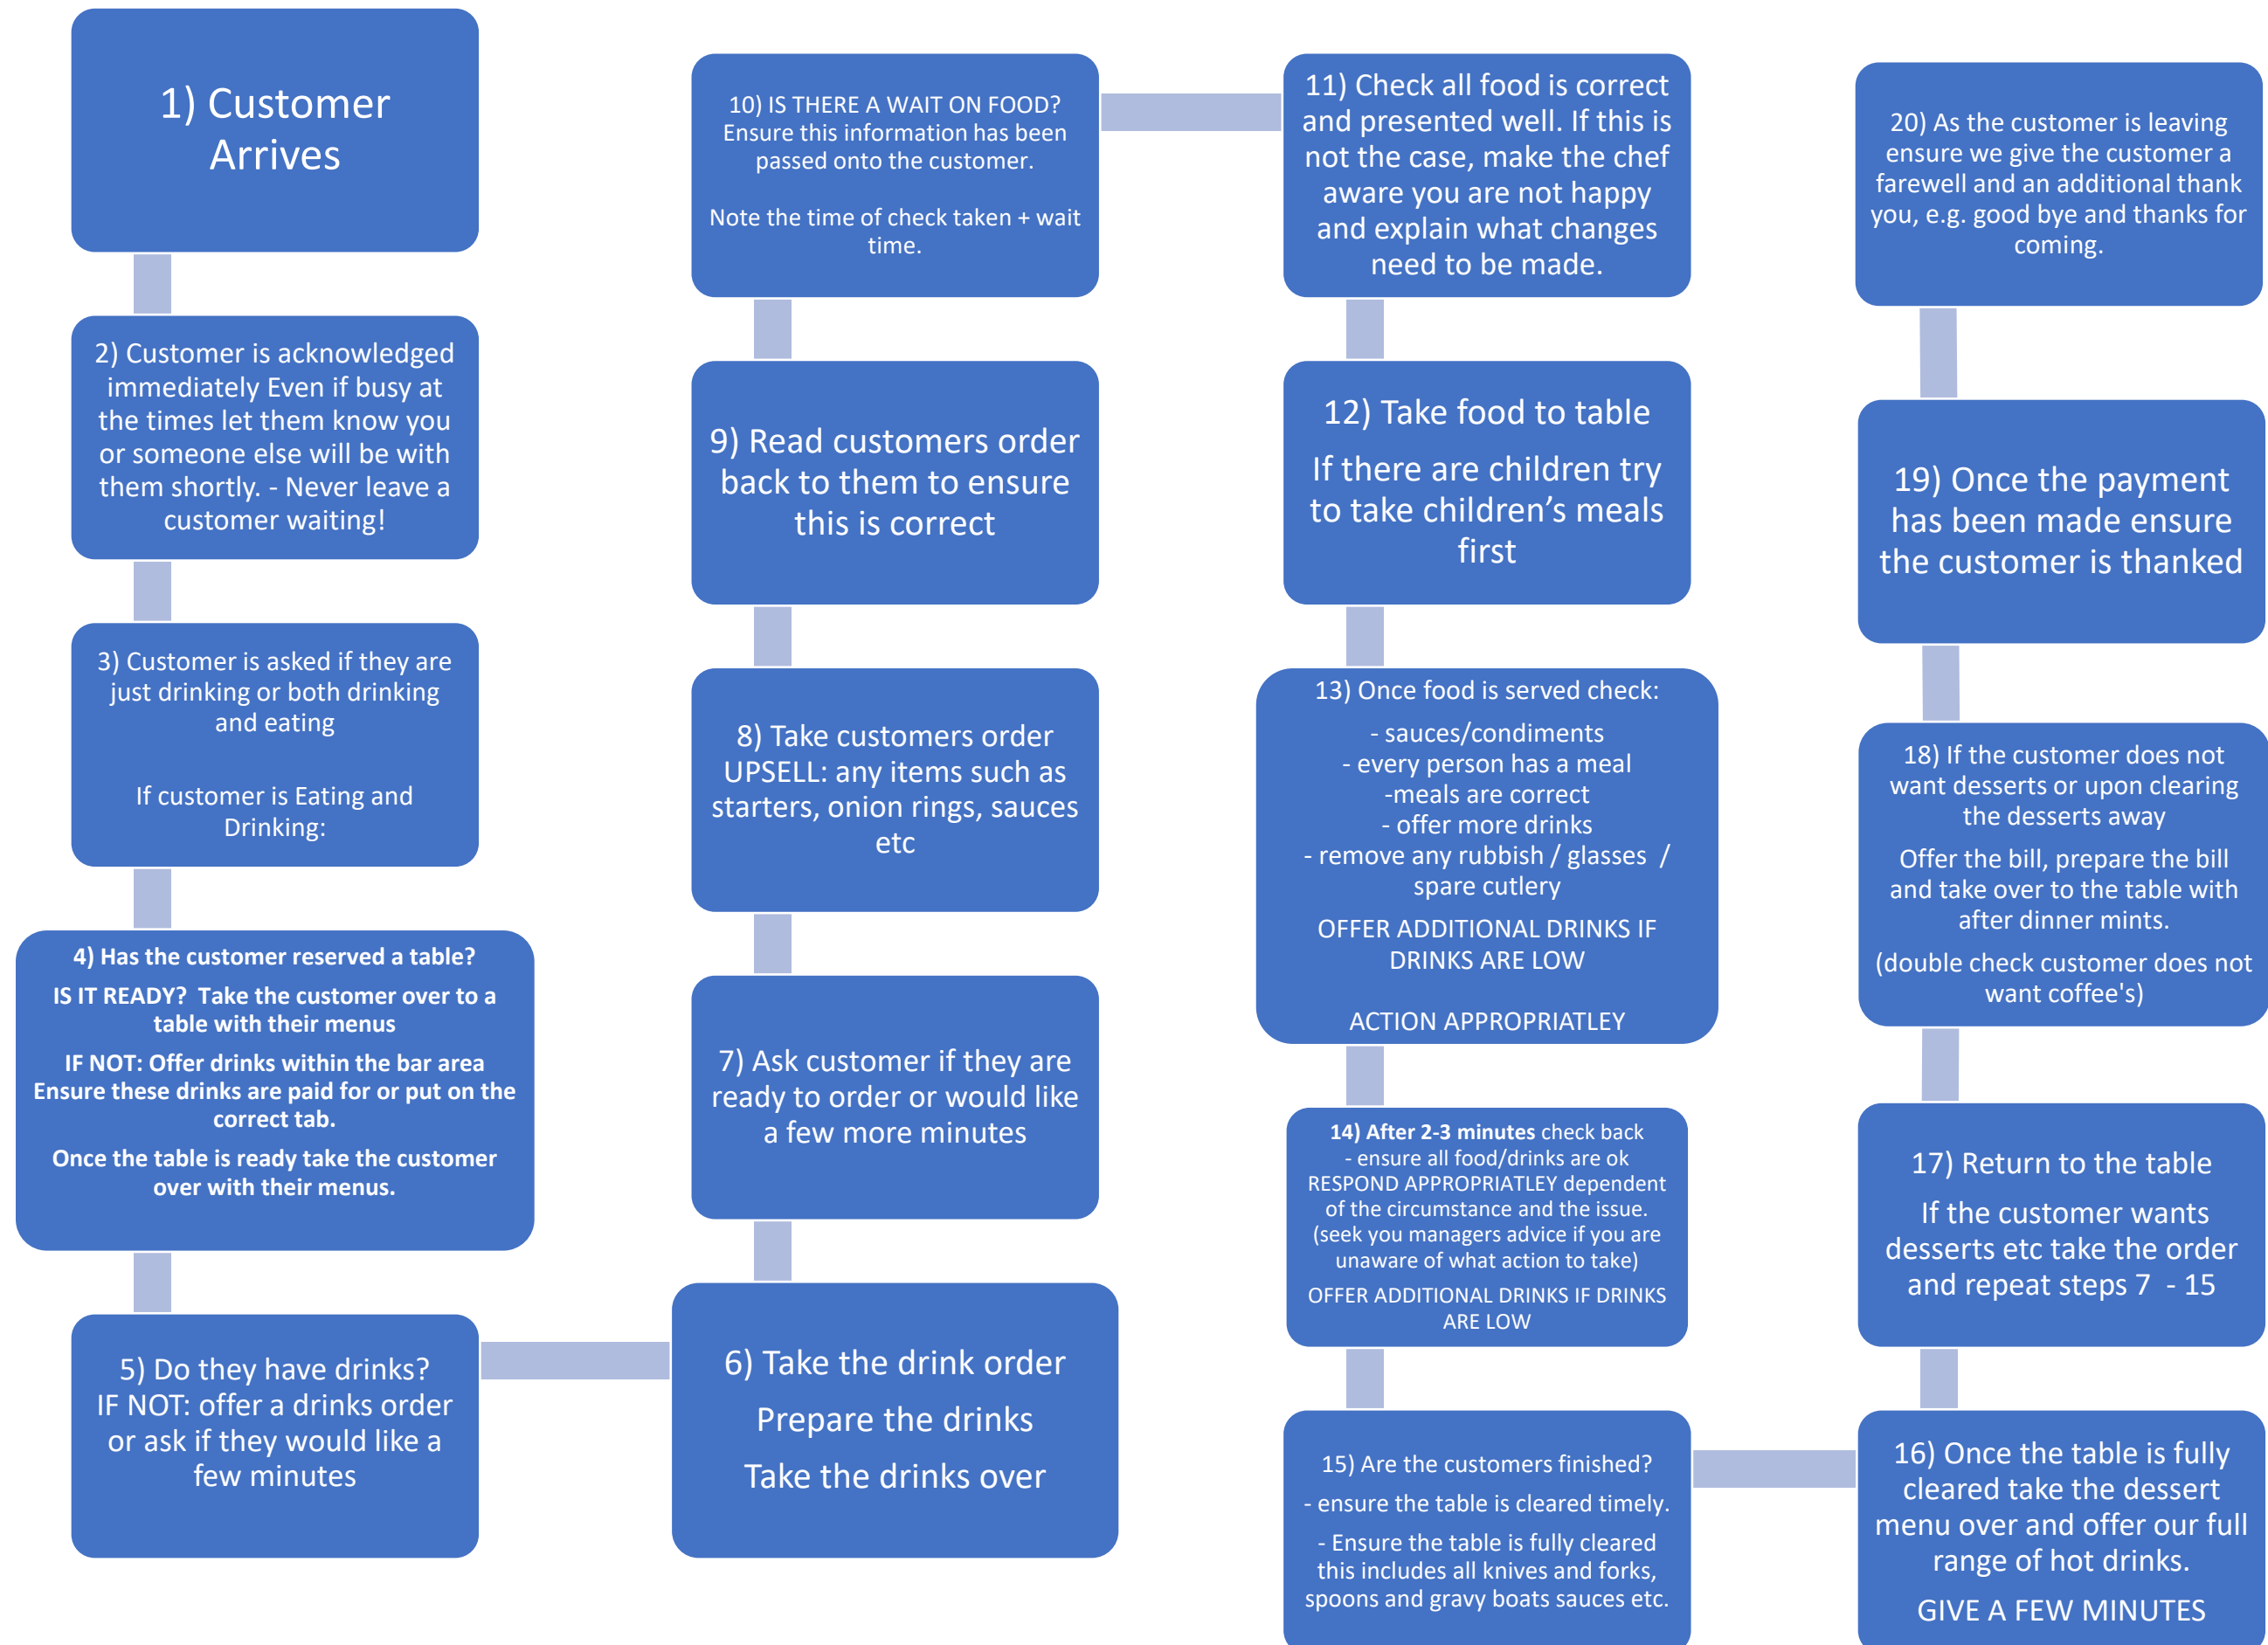 1) Customer
Arrives
2) Customer is acknowledged
immediately Even if busy at
the times let them know you
or someone else will be with
them shortly. - Never leave a
customer waiting!
3) Customer is asked if they are
just drinking or both drinking
and eating
If customer is Eating and
Drinking:
4) Has the customer reserved a table?
IS IT READY? Take the customer over to a
table with their menus
IF NOT: Offer drinks within the bar area
Ensure these drinks are paid for or put on the
correct tab.
Once the table is ready take the customer
over with their menus.
5) Do they have drinks?
IF NOT: offer a drinks order
or ask if they would like a
few minutes
6) Take the drink order
Prepare the drinks
Take the drinks over
7) Ask customer if they are
ready to order or would like
a few more minutes
8) Take customers order
UPSELL: any items such as
starters, onion rings, sauces
etc
9) Read customers order
back to them to ensure
this is correct
10) IS THERE A WAIT ON FOOD?
Ensure this information has been
passed onto the customer.
Note the time of check taken + wait
time.
11) Check all food is correct
and presented well. If this is
not the case, make the chef
aware you are not happy
and explain what changes
need to be made.
12) Take food to table
If there are children try
to take children’s meals
first
13) Once food is served check:
- sauces/condiments
- every person has a meal
-meals are correct
- offer more drinks
- remove any rubbish / glasses /
spare cutlery
OFFER ADDITIONAL DRINKS IF
DRINKS ARE LOW
ACTION APPROPRIATLEY
14) After 2-3 minutes check back
- ensure all food/drinks are ok
RESPOND APPROPRIATLEY dependent
of the circumstance and the issue.
(seek you managers advice if you are
unaware of what action to take)
OFFER ADDITIONAL DRINKS IF DRINKS
ARE LOW
15) Are the customers finished?
- ensure the table is cleared timely.
- Ensure the table is fully cleared
this includes all knives and forks,
spoons and gravy boats sauces etc.
16) Once the table is fully
cleared take the dessert
menu over and offer our full
range of hot drinks.
GIVE A FEW MINUTES
17) Return to the table
If the customer wants
desserts etc take the order
and repeat steps 7 - 15
18) If the customer does not
want desserts or upon clearing
the desserts away
Offer the bill, prepare the bill
and take over to the table with
after dinner mints.
(double check customer does not
want coffee's)
19) Once the payment
has been made ensure
the customer is thanked
20) As the customer is leaving
ensure we give the customer a
farewell and an additional thank
you, e.g. good bye and thanks for
coming.